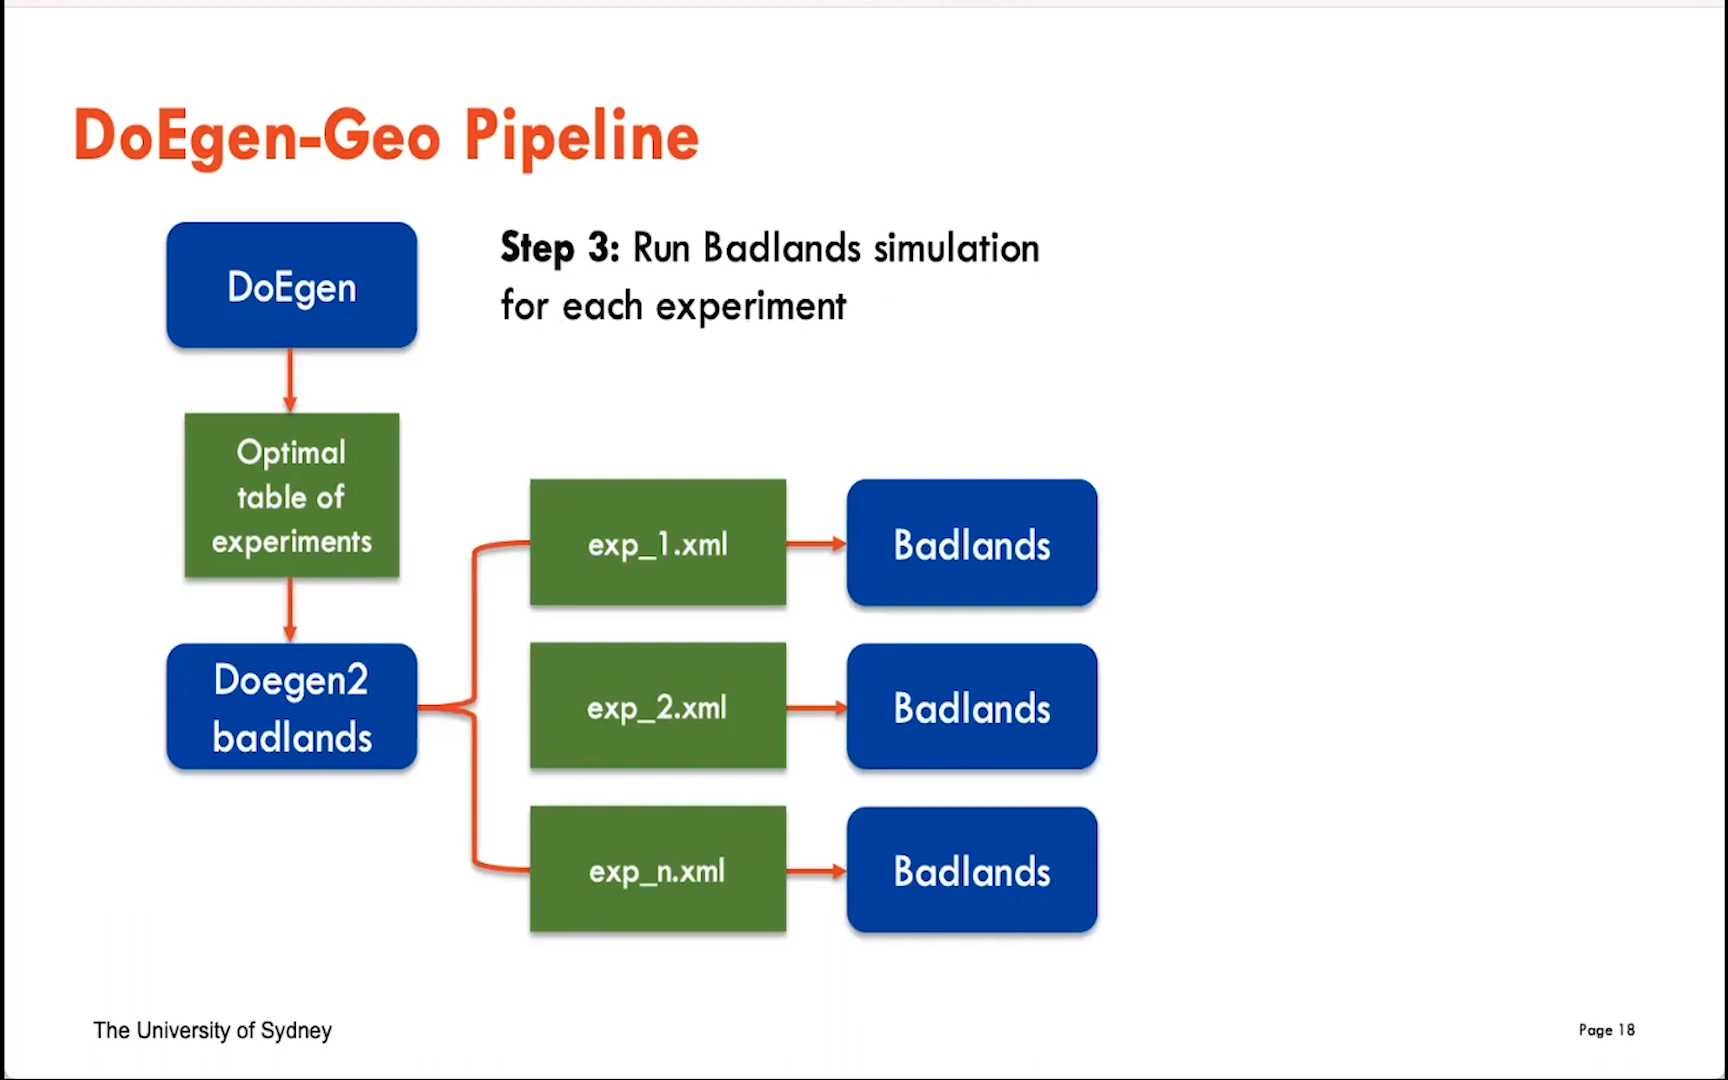 DoEgen-Geo Pipeline
DoEgen
Step 3: Run Badlands simulation
for each experiment
Optimal
table of
experiments
Doegen2
badlands
exp_1.xml
Badlands
exp_2.xml
Badlands
exp_n.xml
Badlands
The University of Sydney
Page 18